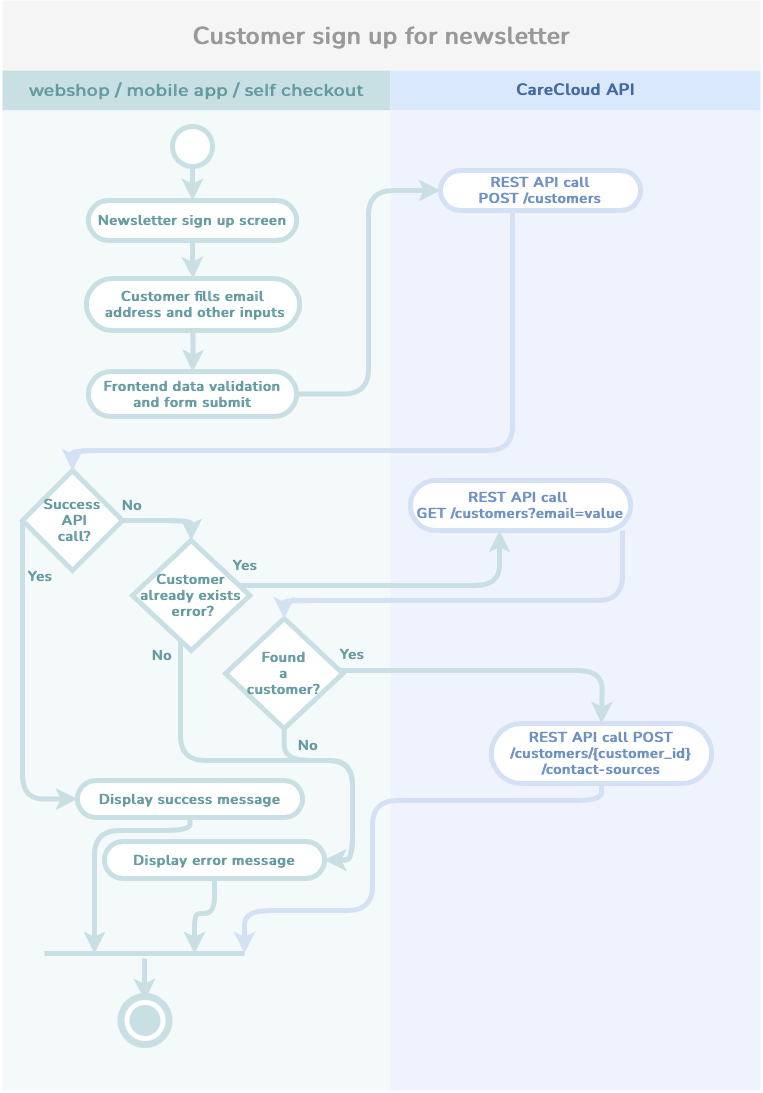 Customer sign up for newsletter
webshop / mobile app / self checkout
CareCloud API
REST API call
POST /customers
Newsletter sign up screen
Customer fills email
address and other inputs
Frontend data validation
and form submit
Success
API
call?
No
Yes
REST API call
GET /customers?email=value
Customer
already exists
error?
Yes
No
Found
a
customer?
Yes
No
REST API call POST
/customers/{customer_id}
/contact-sources
Display success message
Display error message